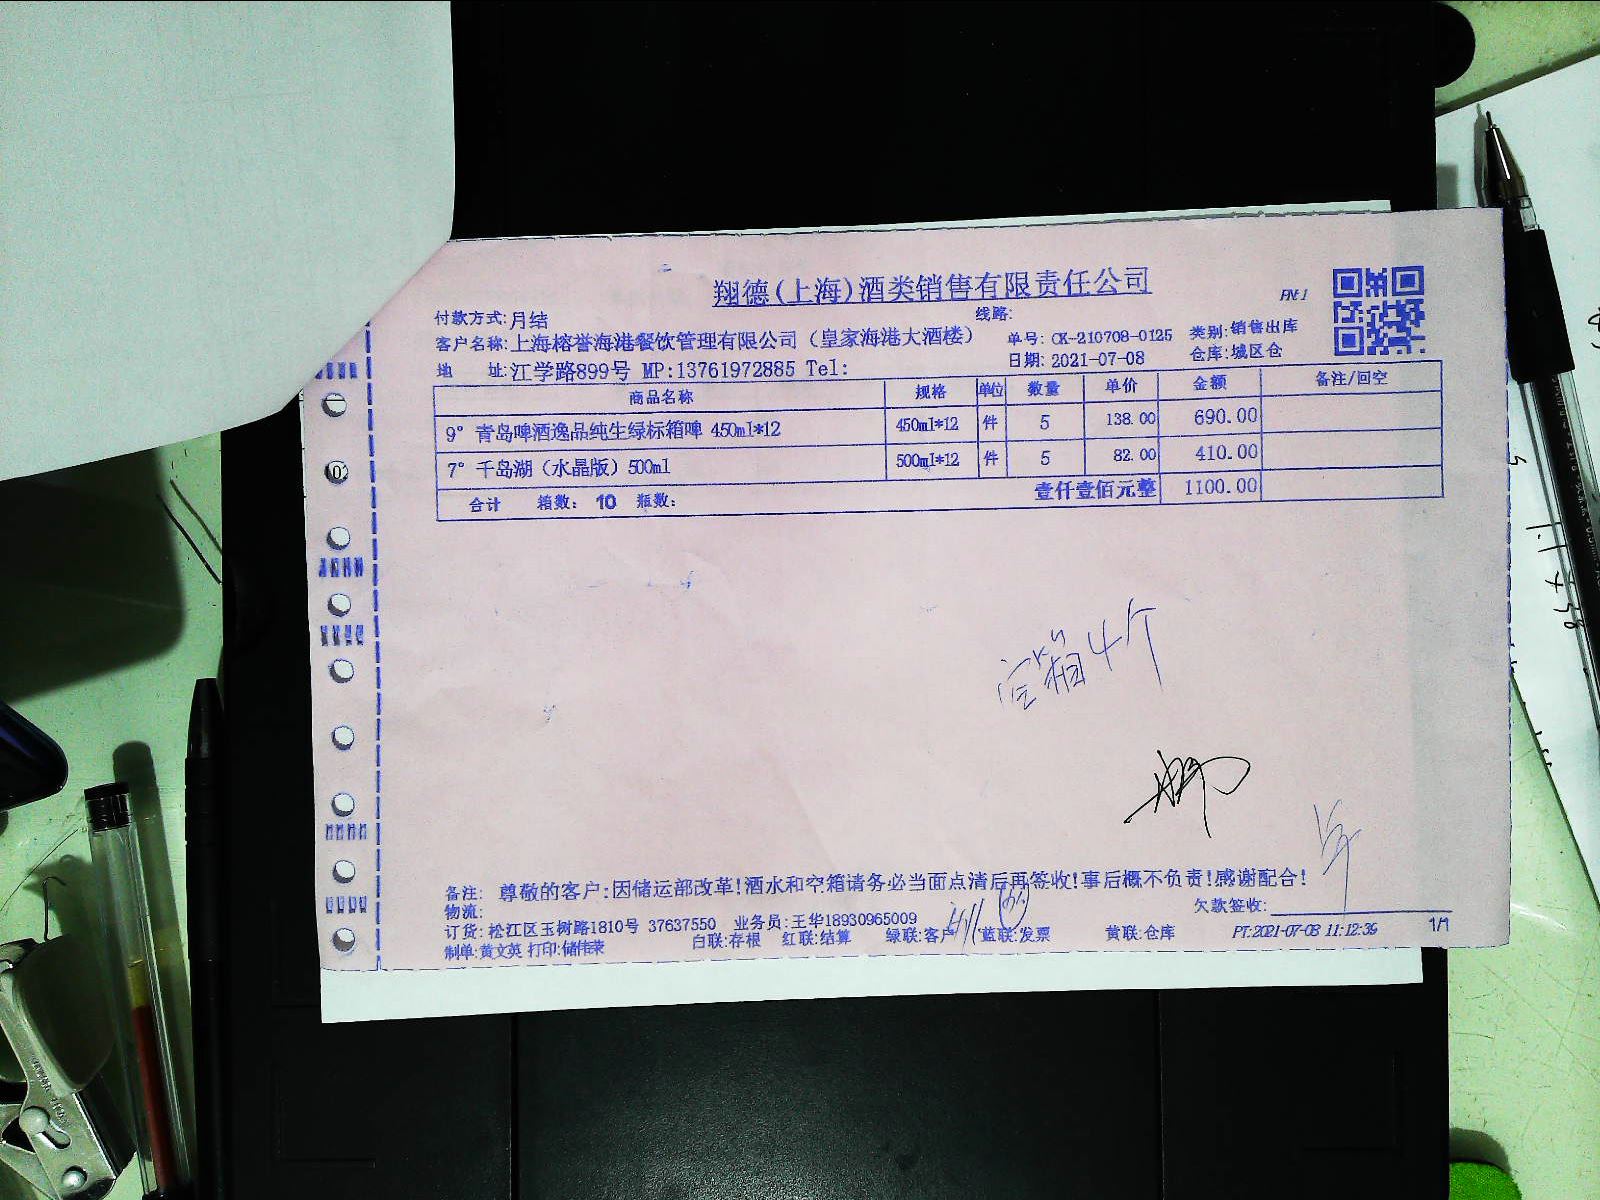 翔德(上海)酒类销售有限责任公司
PN:1
付款方式:月结
线路:
客户名称:上海榕誉海港餐饮管理有限公司（皇家海港大酒楼）
单号: CK-210708-0125 类别:销售出库
地 址:江学路899号 MP:13761972885 Tel:
日期: 2021-07-08 仓库:城区仓
商品名称 规格 单位 数量 单价 金额 备注/回空
9° 青岛啤酒逸品纯生绿标箱啤 450ml*12 450ml*12 件 5 138.00 690.00
7° 千岛湖（水晶版）500ml 500ml*12 件 5 82.00 410.00
合计 箱数: 10 瓶数: 壹仟壹佰元整 1100.00
空箱4个
备注: 尊敬的客户:因储运部改革!酒水和空箱请务必当面点清后再签收!事后概不负责!感谢配合!
物流:
欠款签收:
订货: 松江区玉树路1810号 37637550 业务员:王华18930965009
制单:黄文英 打印:储伟荣 白联:存根 红联:结算 绿联:客户 蓝联:发票 黄联:仓库 PT:2021-07-08 11:12:39 1/1